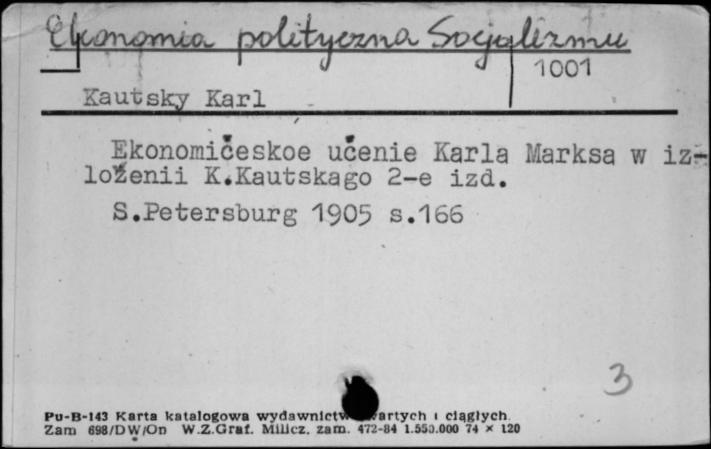 Ekonomia polityczna Socjalizmu
1001
Kautsky Karl
Ekonomičeskoe učenie Karla Marksa w iz-
loženii K.Kautskago 2-e izd.
S.Petersburg 1905 s.166
3
Pu-B-143 Karta katalogowa wydawnictw zwartych i ciągłych.
Zam 698/DW/On W.Z.Graf. Milicz. zam. 472-84 1.550.000 74 × 120